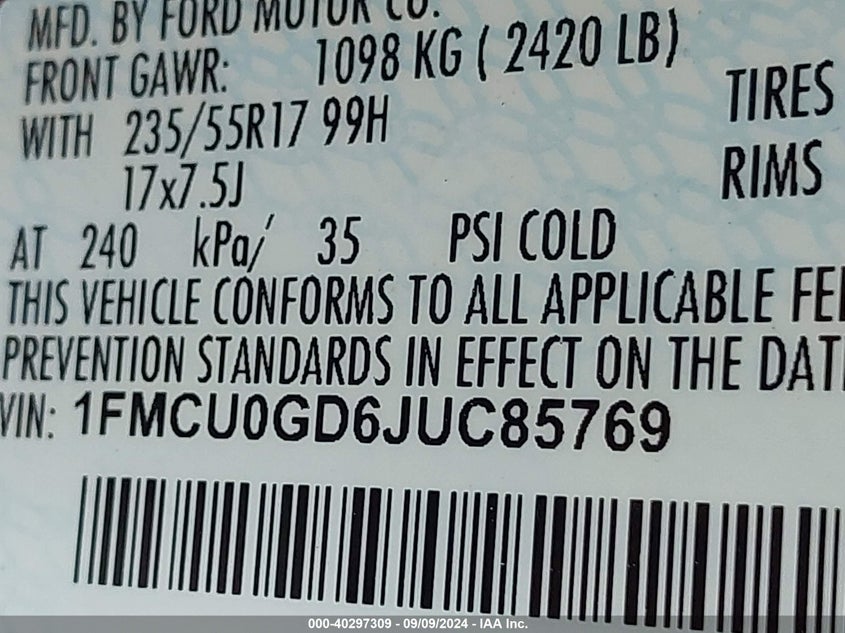 MFD. BY FORD MOTOR CO.
FRONT GAWR: 1098 KG ( 2420 LB)
WITH 235/55R17 99H TIRES
17x7.5J RIMS
AT 240 kPa/ 35 PSI COLD
THIS VEHICLE CONFORMS TO ALL APPLICABLE FE
PREVENTION STANDARDS IN EFFECT ON THE DAT
VIN: 1FMCU0GD6JUC85769
000-40297309 - 09/09/2024 - IAA Inc.